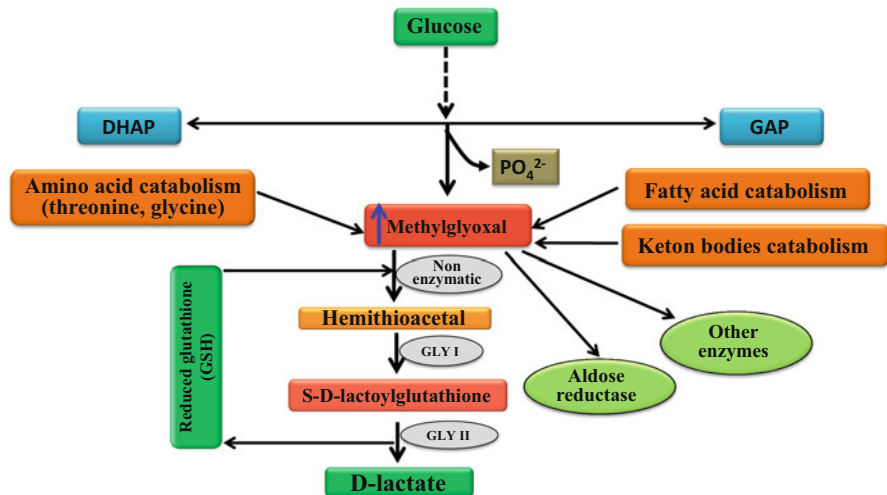 Glucose
DHAP
GAP
PO₄²⁻
Amino acid catabolism
(threonine, glycine)
Fatty acid catabolism
Methylglyoxal
Keton bodies catabolism
Non
enzymatic
Reduced glutathione
(GSH)
Hemithioacetal
Other
enzymes
GLY I
Aldose
reductase
S-D-lactoylglutathione
GLY II
D-lactate